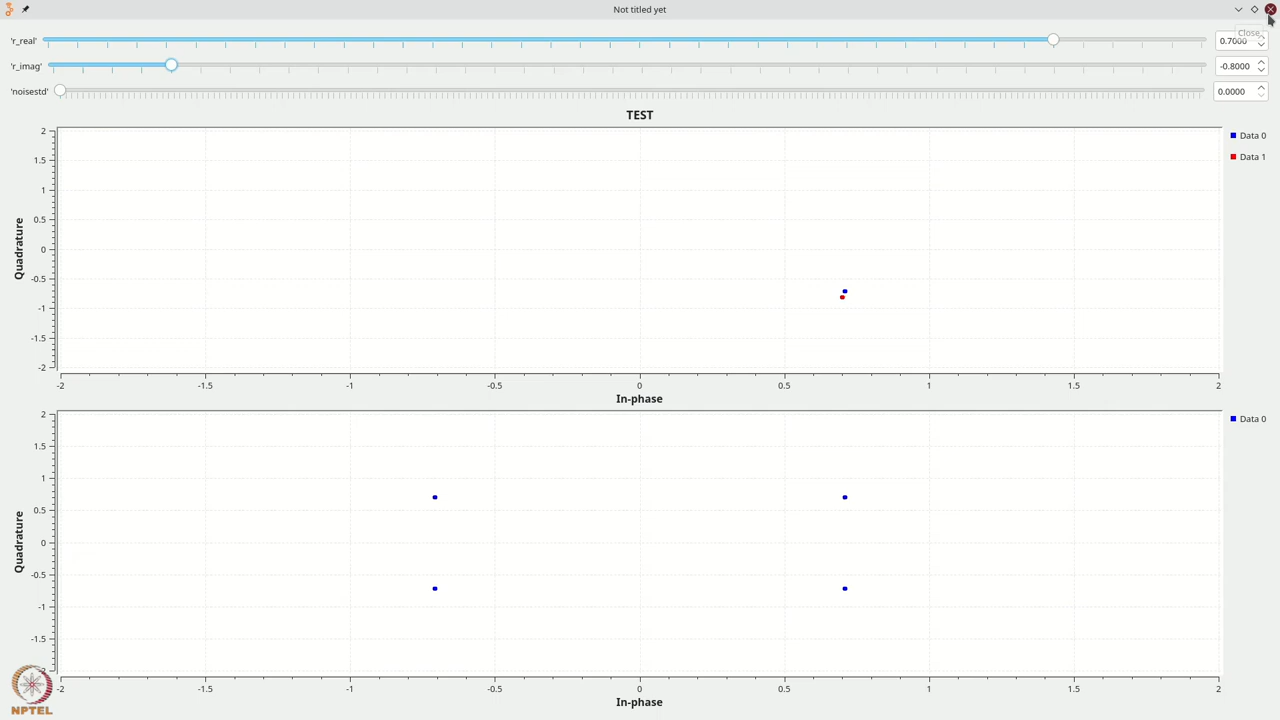 Not titled yet
Close
'r_real' 0.7000
'r_imag' -0.8000
'noisestd' 0.0000
TEST
Quadrature
2
1.5
1
0.5
0
-0.5
-1
-1.5
-2
-2 -1.5 -1 -0.5 0 0.5 1 1.5 2
In-phase
Data 0
Data 1
Quadrature
2
1.5
1
0.5
0
-0.5
-1
-1.5
-2 -1.5 -1 -0.5 0 0.5 1 1.5 2
In-phase
Data 0
NPTEL